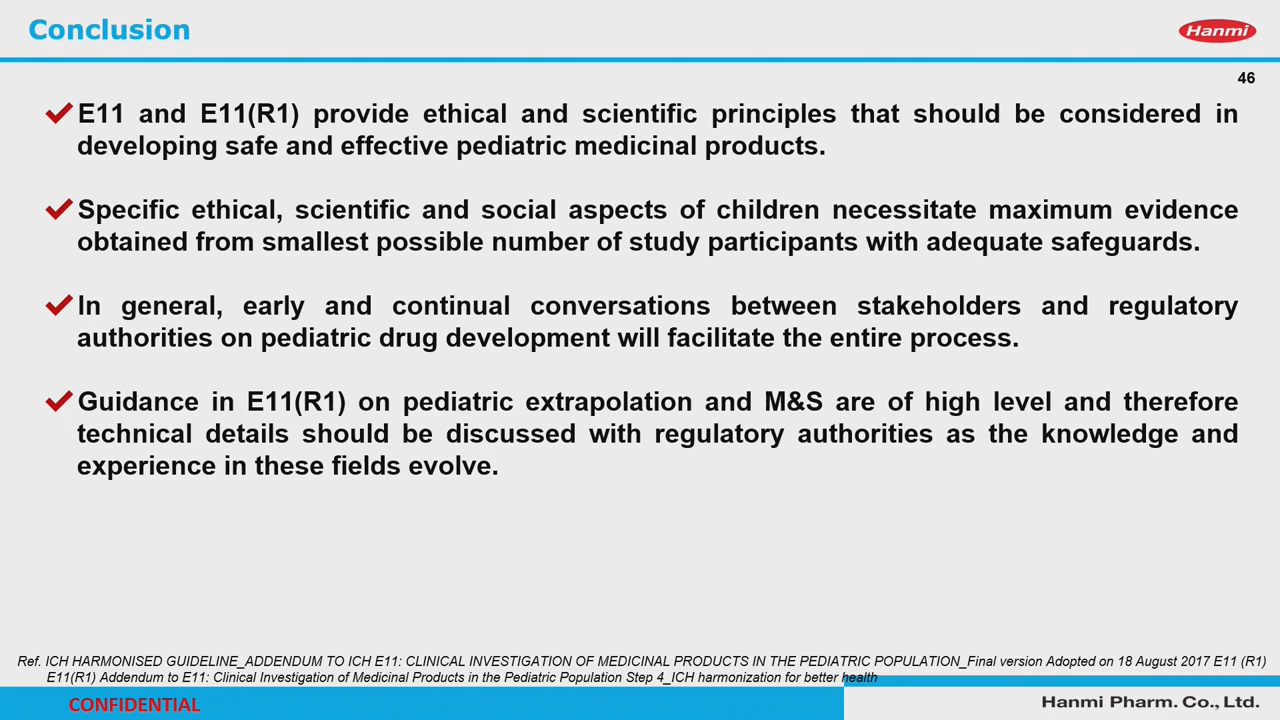 Conclusion
Hanmi
46
E11 and E11(R1) provide ethical and scientific principles that should be considered in
developing safe and effective pediatric medicinal products.
Specific ethical, scientific and social aspects of children necessitate maximum evidence
obtained from smallest possible number of study participants with adequate safeguards.
In general, early and continual conversations between stakeholders and regulatory
authorities on pediatric drug development will facilitate the entire process.
Guidance in E11(R1) on pediatric extrapolation and M&S are of high level and therefore
technical details should be discussed with regulatory authorities as the knowledge and
experience in these fields evolve.
Ref. ICH HARMONISED GUIDELINE_ADDENDUM TO ICH E11: CLINICAL INVESTIGATION OF MEDICINAL PRODUCTS IN THE PEDIATRIC POPULATION_Final version Adopted on 18 August 2017 E11 (R1)
E11(R1) Addendum to E11: Clinical Investigation of Medicinal Products in the Pediatric Population Step 4_ICH harmonization for better health
CONFIDENTIAL
Hanmi Pharm. Co., Ltd.